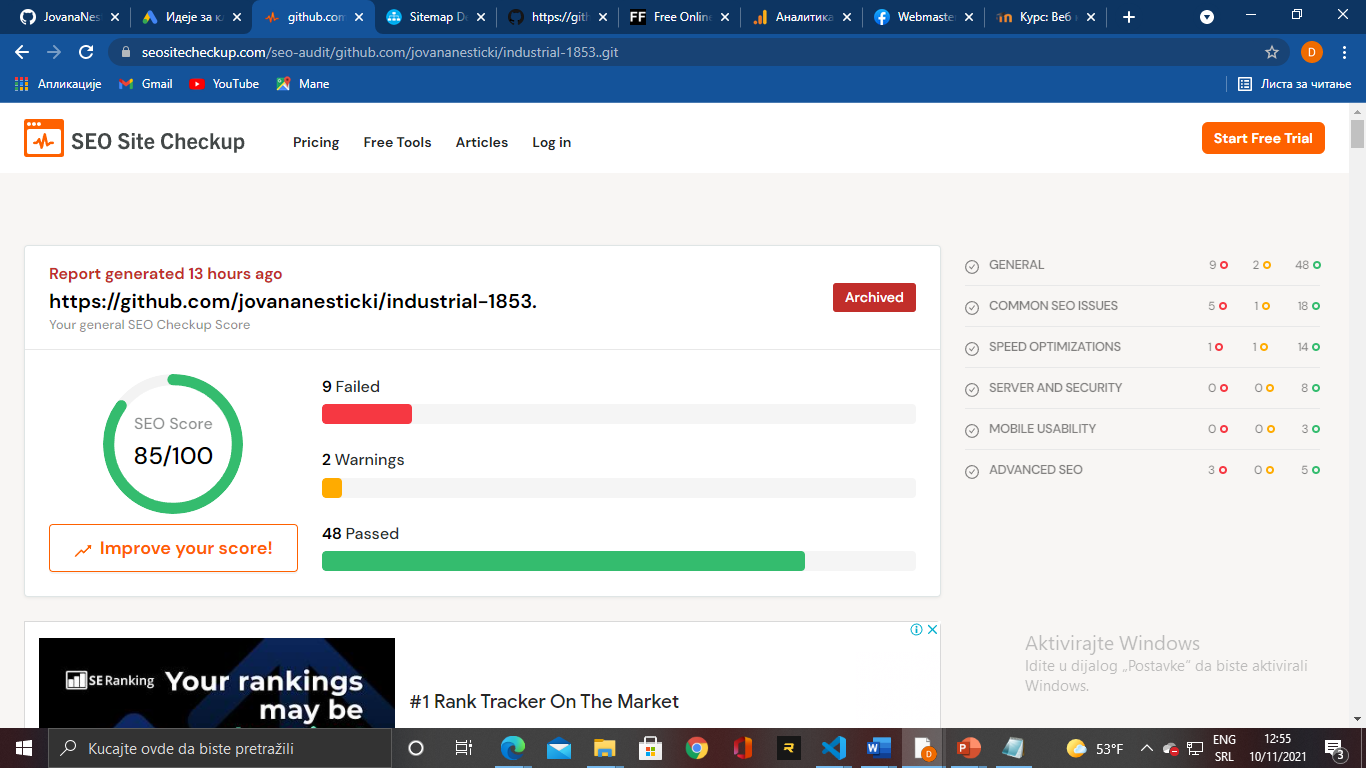 JovanaNes
Идеје за кл
github.com
Sitemap De
https://gith
Free Online
Аналитика
Webmaster
Курс: Веб
seositecheckup.com/seo-audit/github.com/jovananesticki/industrial-1853..git
D
Апликације
Gmail
YouTube
Мапе
Листа за читање
SEO Site Checkup
Pricing
Free Tools
Articles
Log in
Start Free Trial
Report generated 13 hours ago
https://github.com/jovananesticki/industrial-1853.
Your general SEO Checkup Score
Archived
SEO Score
85/100
Improve your score!
9 Failed
2 Warnings
48 Passed
GENERAL 9 2 48
COMMON SEO ISSUES 5 1 18
SPEED OPTIMIZATIONS 1 1 14
SERVER AND SECURITY 0 0 8
MOBILE USABILITY 0 0 3
ADVANCED SEO 3 0 5
SE Ranking
Your rankings
may be
#1 Rank Tracker On The Market
Aktivirajte Windows
Idite u dijalog „Postavke“ da biste aktivirali
Windows.
Kucajte ovde da biste pretražili
53°F
ENG
SRL
12:55
10/11/2021
3